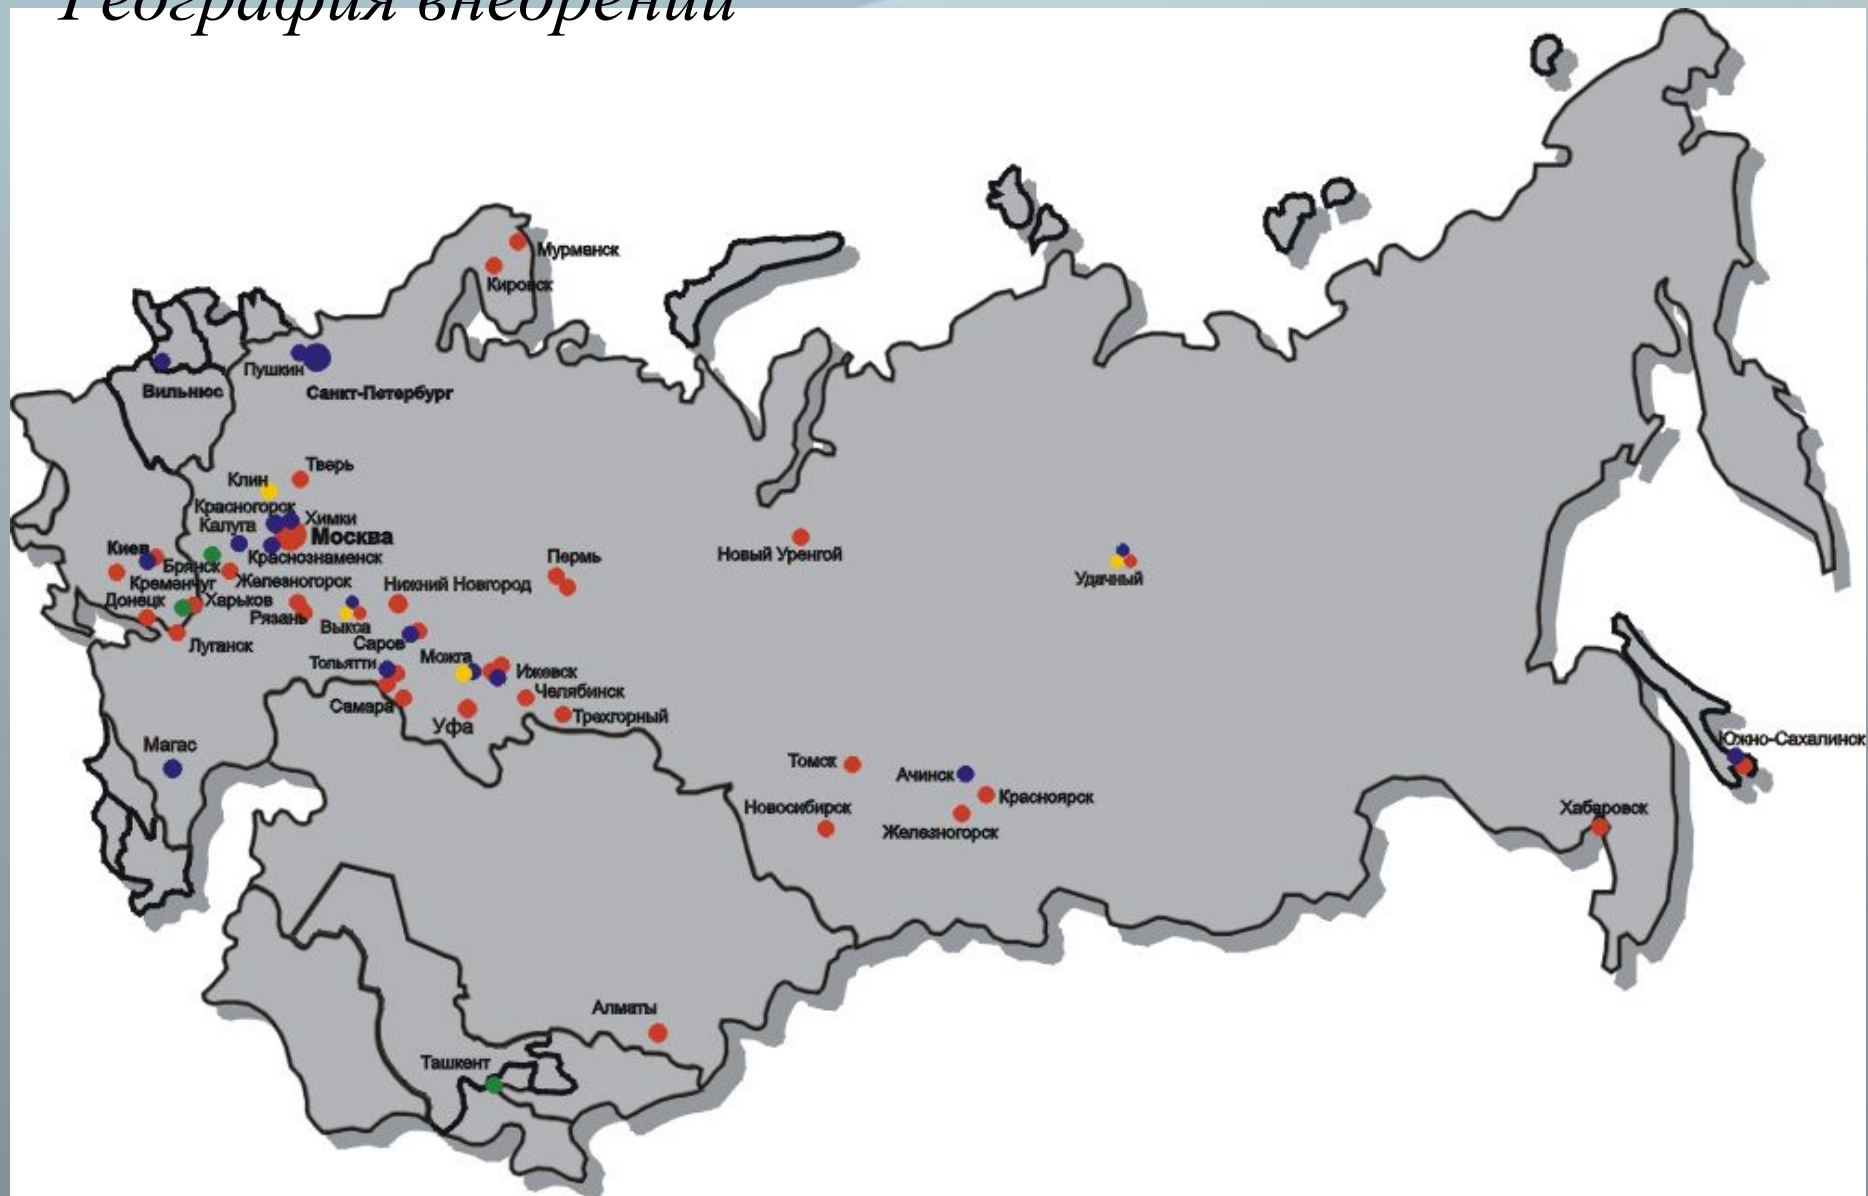 География внедрений
Мурманск
Кировск
Пушкин
Вильнюс
Санкт-Петербург
Тверь
Клин
Красногорск
Химки
Калуга
Москва
Киев
Краснознаменск
Брянск
Пермь
Новый Уренгой
Удачный
Кременчуг
Железногорск
Нижний Новгород
Донецк
Харьков
Рязань
Выкса
Луганск
Саров
Тольятти
Можга
Ижевск
Челябинск
Самара
Трехгорный
Уфа
Магас
Южно-Сахалинск
Томск
Ачинск
Красноярск
Новосибирск
Хабаровск
Железногорск
Алматы
Ташкент